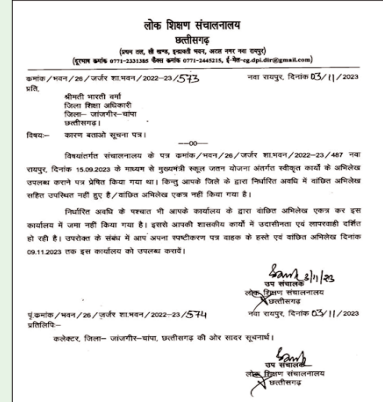 लोक शिक्षण संचालनालय
छत्तीसगढ़
(प्रथम तल, सी खण्ड, इन्द्रावती भवन, अटल नगर नवा रायपुर)
(दूरभाष क्रमांक 0771-2331385 फैक्स क्रमांक 0771-2445215, ई-मेल-cg.dpi.dir@gmail.com)
क्रमांक/भवन/26/जर्जर शा.भवन/2022-23/573 नवा रायपुर, दिनांक 03/11/2023
प्रति,
श्रीमती भारती वर्मा
जिला शिक्षा अधिकारी
जिला- जांजगीर-चांपा
छत्तीसगढ़।
विषय:- कारण बताओ सूचना पत्र।
---00---
विषयांतर्गत संचालनालय के पत्र क्रमांक/भवन/26/जर्जर शा.भवन/2022-23/487 नवा
रायपुर, दिनांक 15.09.2023 के माध्यम से मुख्यमंत्री स्कूल जतन योजना अंतर्गत स्वीकृत कार्यों के अभिलेख
उपलब्ध कराने पत्र प्रेषित किया गया था। किन्तु आपके जिले के द्वारा निर्धारित अवधि में वांछित अभिलेख
सहित उपस्थित नहीं हुए है/वांछित अभिलेख एकत्र नहीं किया गया है।
निर्धारित अवधि के पश्चात भी आपके कार्यालय के द्वारा वांछित अभिलेख एकत्र कर इस
कार्यालय में जमा नहीं किया गया है। इससे आपकी शासकीय कार्यों में उदासीनता एवं लापरवाही दर्शित
हो रही है। उपरोक्त के संबंध में आप अपना स्पष्टीकरण पत्र वाहक के हस्ते एवं वांछित अभिलेख दिनांक
09.11.2023 तक इस कार्यालय को उपलब्ध करावें।
3/11/23
उप संचालक
लोक शिक्षण संचालनालय
छत्तीसगढ़
पृ.क्रमांक/भवन/26/जर्जर शा.भवन/2022-23/574 नवा रायपुर, दिनांक 03/11/2023
प्रतिलिपि:-
कलेक्टर, जिला- जांजगीर-चांपा, छत्तीसगढ़ की ओर सादर सूचनार्थ।
उप संचालक
लोक शिक्षण संचालनालय
छत्तीसगढ़